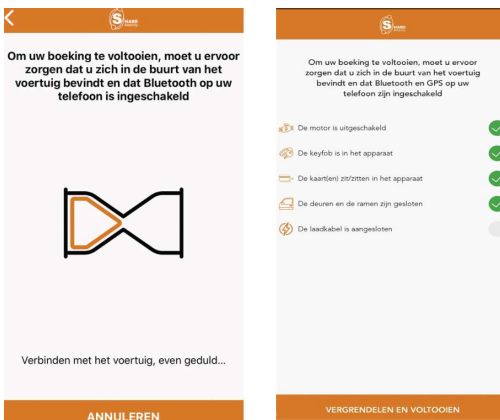 Om uw boeking te voltooien, moet u ervoor
zorgen dat u zich in de buurt van het
voertuig bevindt en dat Bluetooth op uw
telefoon is ingeschakeld
Verbinden met het voertuig, even geduld...
ANNULEREN
Om uw boeking te voltooien, moet u ervoor
zorgen dat u zich in de buurt van het voertuig
bevindt en dat Bluetooth en GPS op uw
telefoon zijn ingeschakeld
De motor is uitgeschakeld
De keyfob is in het apparaat
De kaart(en) zit/zitten in het apparaat
De deuren en de ramen zijn gesloten
De laadkabel is aangesloten
VERGRENDELEN EN VOLTOOIEN